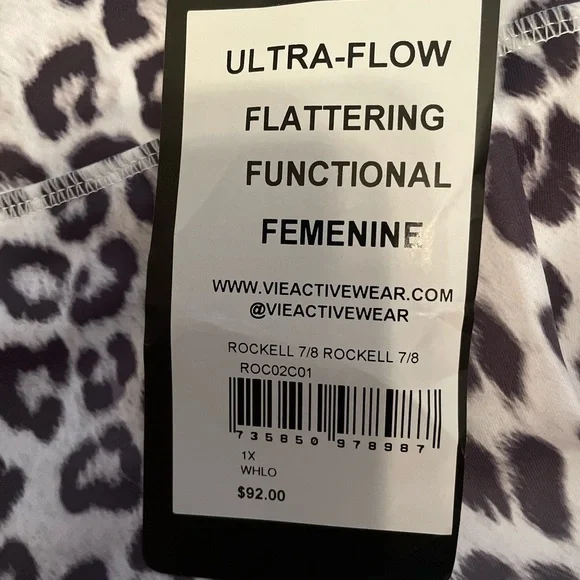 ULTRA-FLOW
FLATTERING
FUNCTIONAL
FEMENINE
WWW.VIEACTIVEWEAR.COM
@VIEACTIVEWEAR
ROCKELL 7/8 ROCKELL 7/8
ROC02C01
735850 978987
1X
WHLO
$92.00